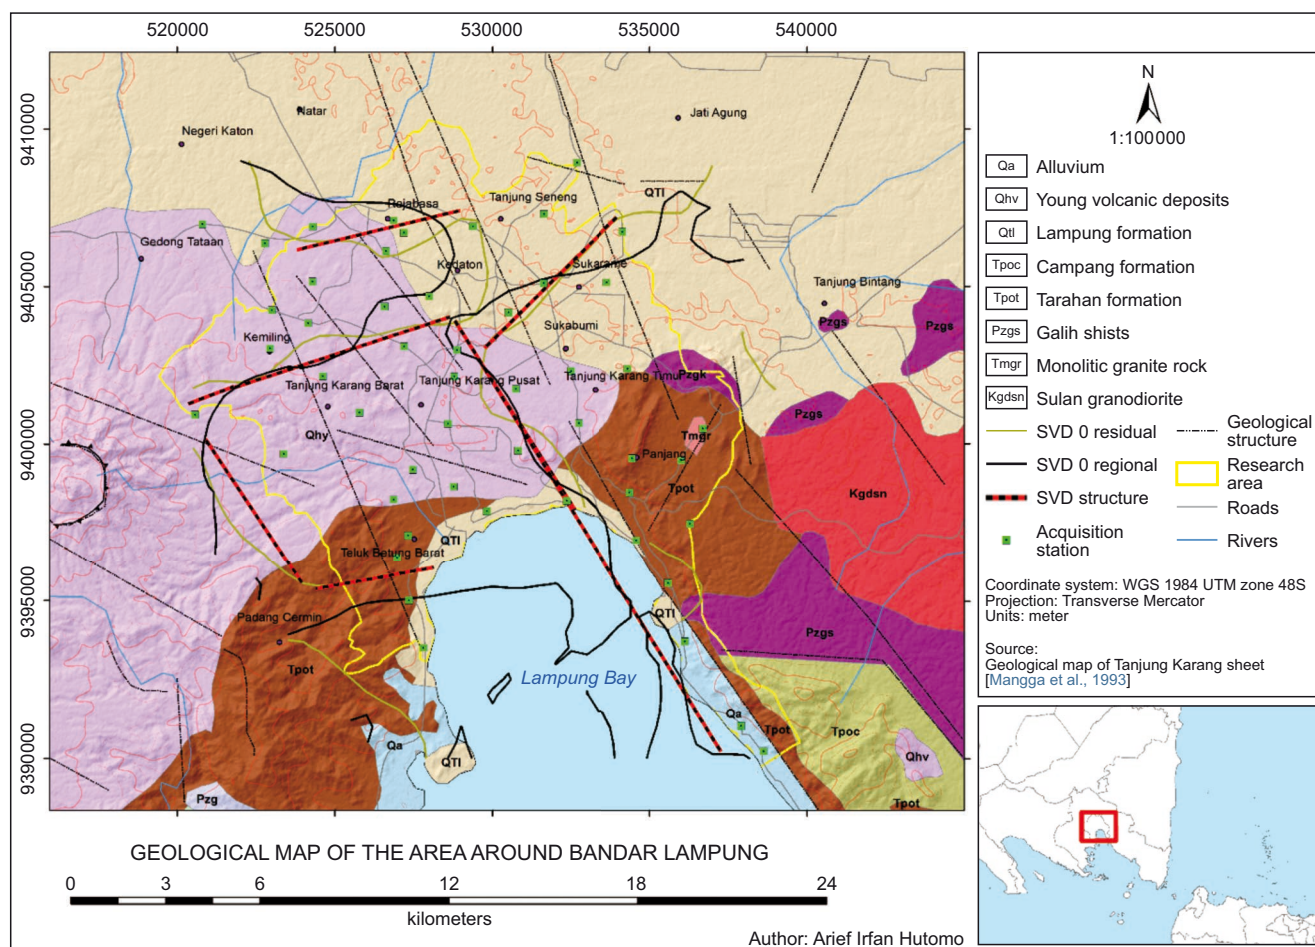 520000 525000 530000 535000 540000
9410000
9405000
9400000
9395000
9390000
Natar
Negeri Katon
Jati Agung
QTl
Tanjung Seneng
Rajabasa
Gedong Tataan
Kedaton
Sukarame
Tanjung Bintang
Pzgs
Pzgs
Sukabumi
Kemiling
Tanjung Karang Barat
Tanjung Karang Pusat
Tanjung Karang Timur
Pzgk
Pzgs
Qhy
Tmgr
Panjang
Tpot
Kgdsn
Teluk Betung Barat
QTl
QTl
Padang Cermin
Pzgs
Tpot
Lampung Bay
Qa
Tpot
Tpoc
Qhv
Qa
QTl
Pzg
Tpot
GEOLOGICAL MAP OF THE AREA AROUND BANDAR LAMPUNG
0 3 6 12 18 24
kilometers
Author: Arief Irfan Hutomo
N
1:100000
Qa Alluvium
Qhv Young volcanic deposits
Qtl Lampung formation
Tpoc Campang formation
Tpot Tarahan formation
Pzgs Galih shists
Tmgr Monolitic granite rock
Kgdsn Sulan granodiorite
SVD 0 residual
SVD 0 regional
SVD structure
Acquisition
station
Geological
structure
Research
area
Roads
Rivers
Coordinate system: WGS 1984 UTM zone 48S
Projection: Transverse Mercator
Units: meter
Source:
Geological map of Tanjung Karang sheet
[Mangga et al., 1993]